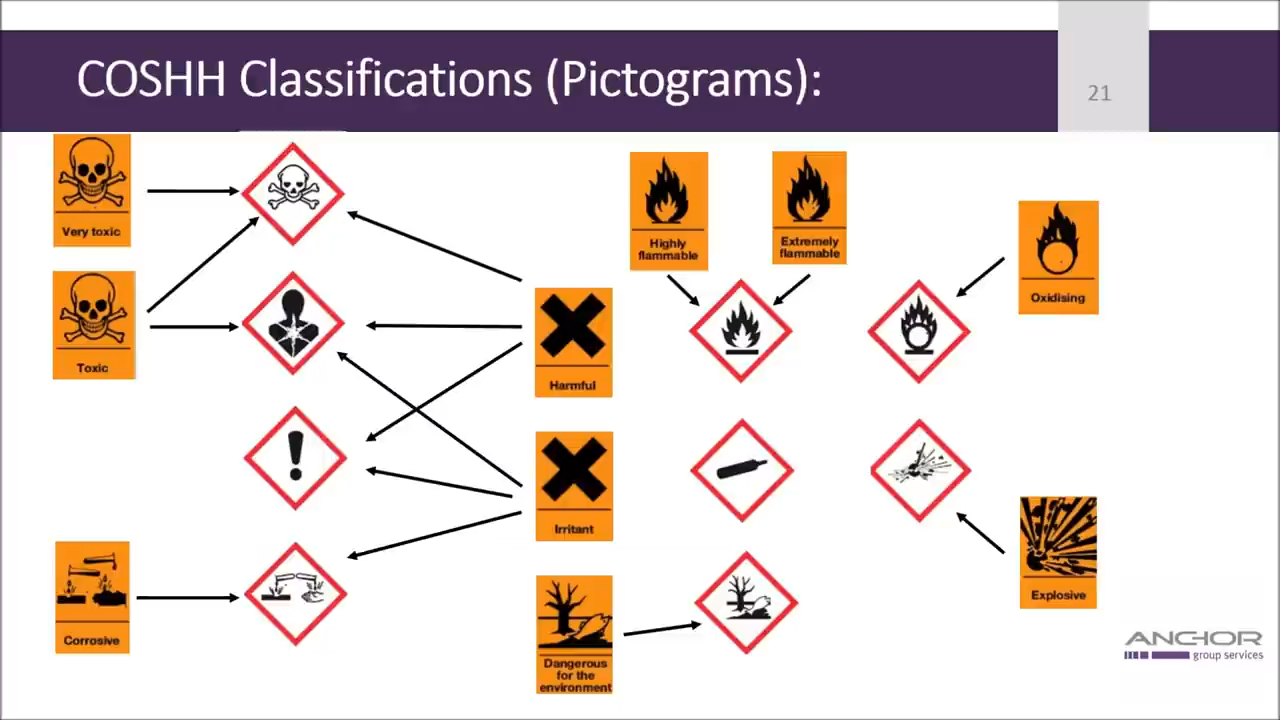 COSHH Classifications (Pictograms):
21
Very toxic
Toxic
Corrosive
Harmful
Irritant
Dangerous
for the
environment
Highly
flammable
Extremely
flammable
Oxidising
Explosive
ANCHOR
group services